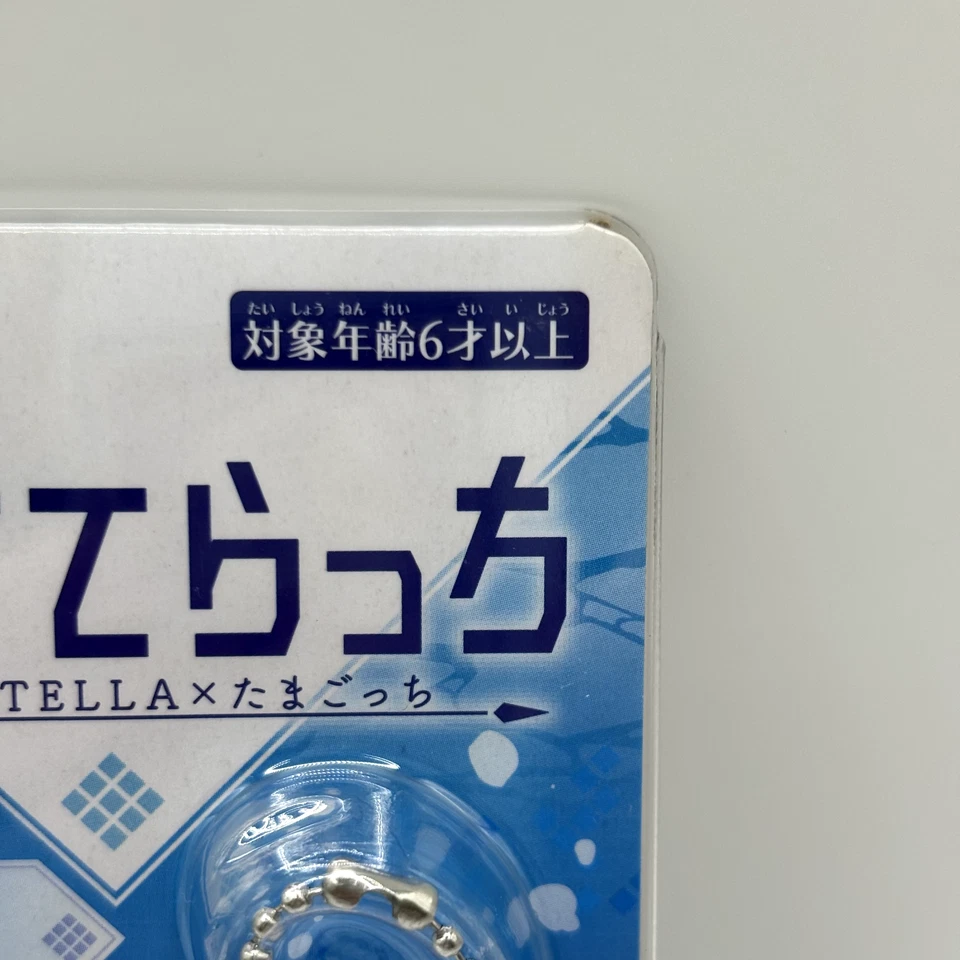 たい しょう ねん れい さい い じょう
対象年齢6才以上
てらっち
TELLA×たまごっち